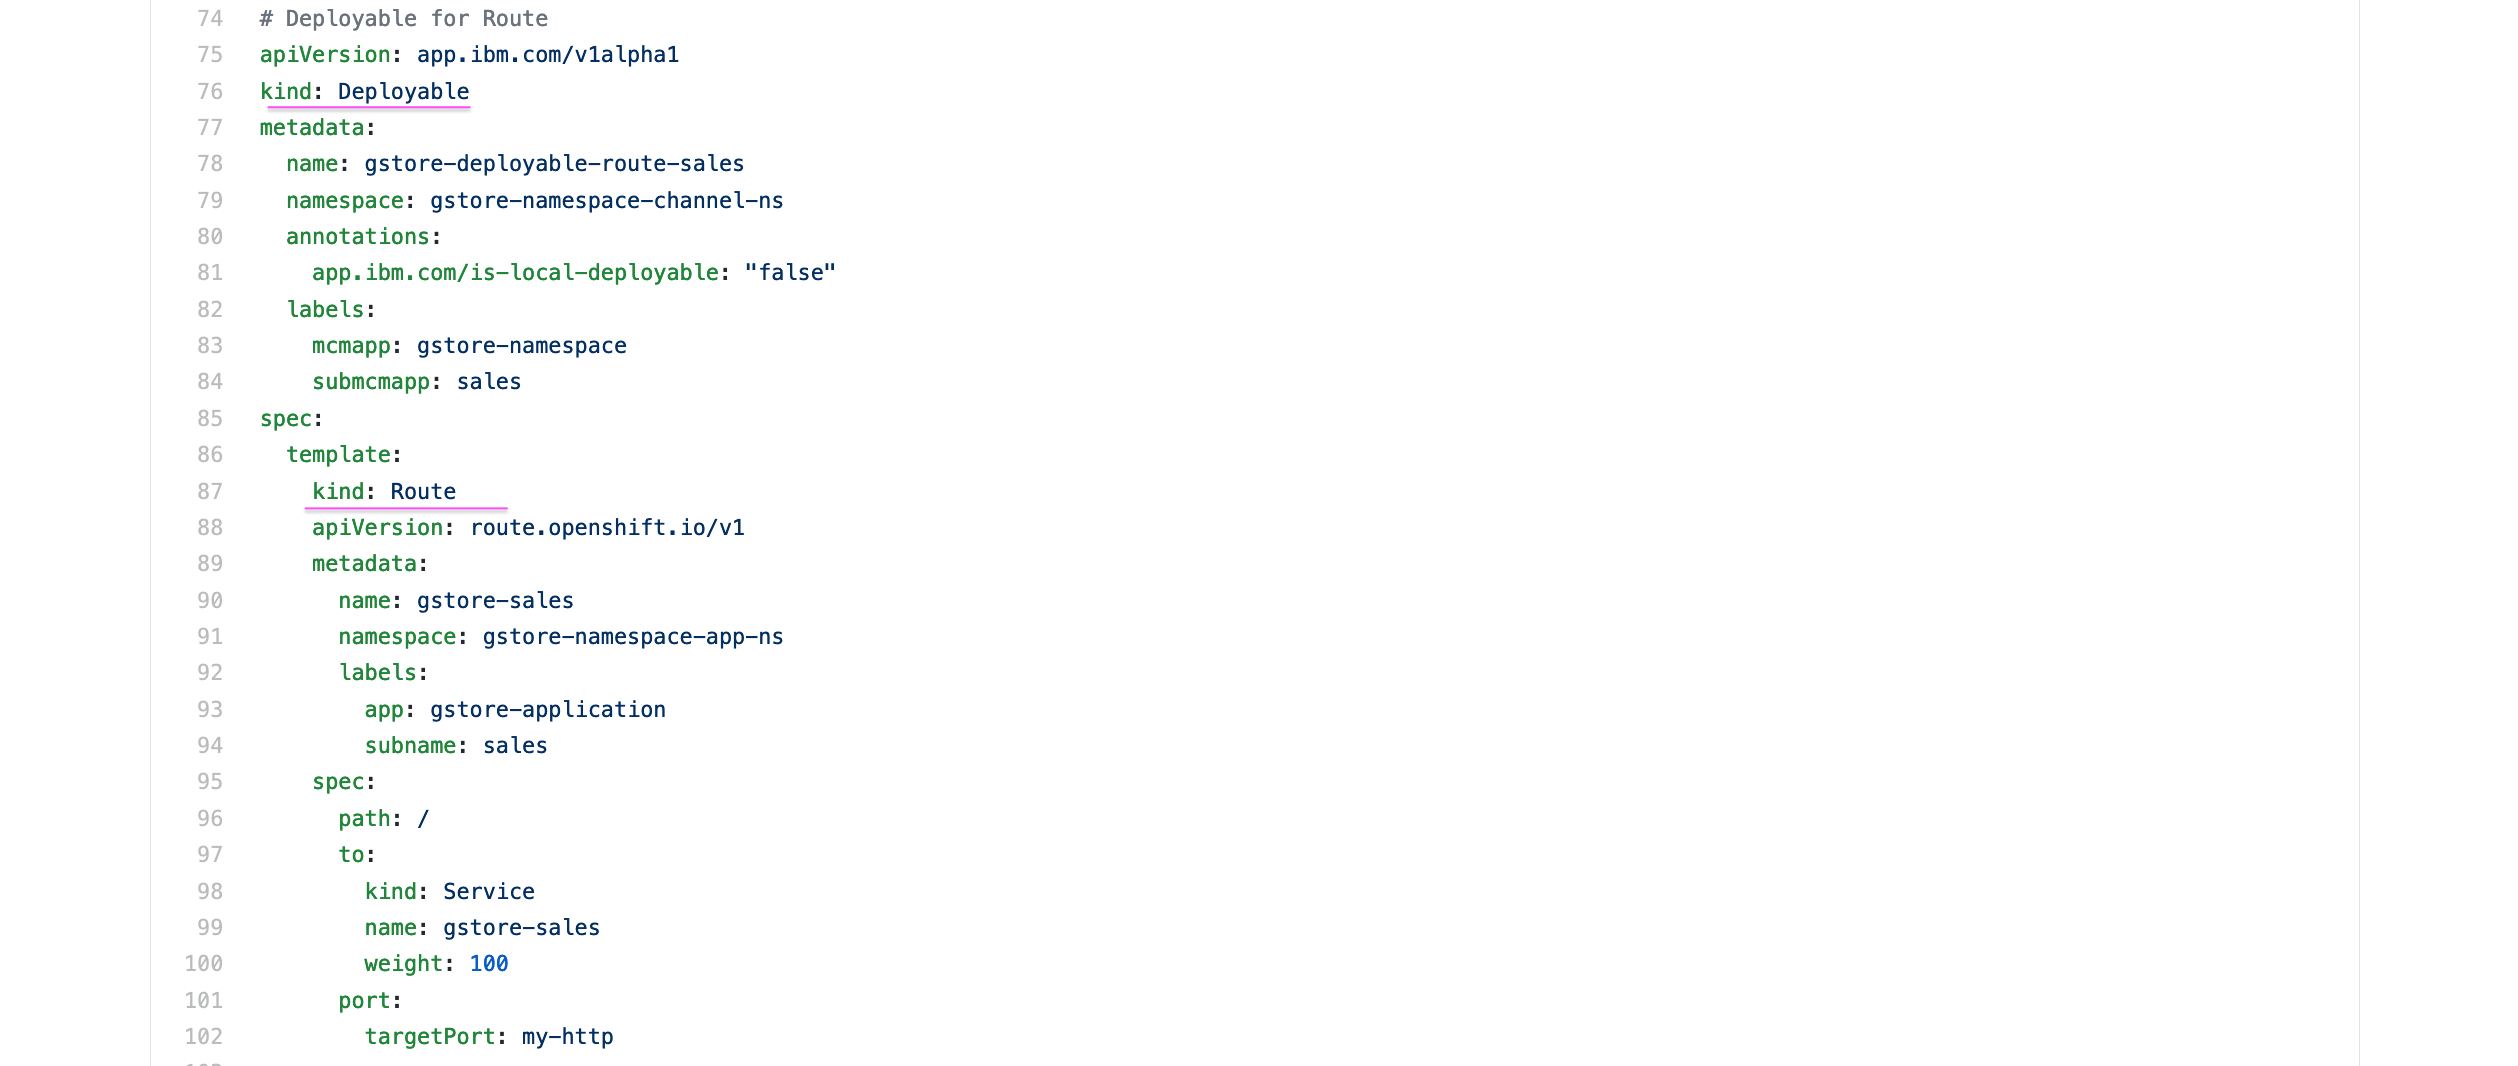 74 # Deployable for Route
75 apiVersion: app.ibm.com/v1alpha1
76 kind: Deployable
77 metadata:
78   name: gstore-deployable-route-sales
79   namespace: gstore-namespace-channel-ns
80   annotations:
81     app.ibm.com/is-local-deployable: "false"
82   labels:
83     mcmapp: gstore-namespace
84     submcmapp: sales
85 spec:
86   template:
87     kind: Route
88     apiVersion: route.openshift.io/v1
89     metadata:
90       name: gstore-sales
91       namespace: gstore-namespace-app-ns
92       labels:
93         app: gstore-application
94         subname: sales
95     spec:
96       path: /
97       to:
98         kind: Service
99         name: gstore-sales
100         weight: 100
101       port:
102         targetPort: my-http